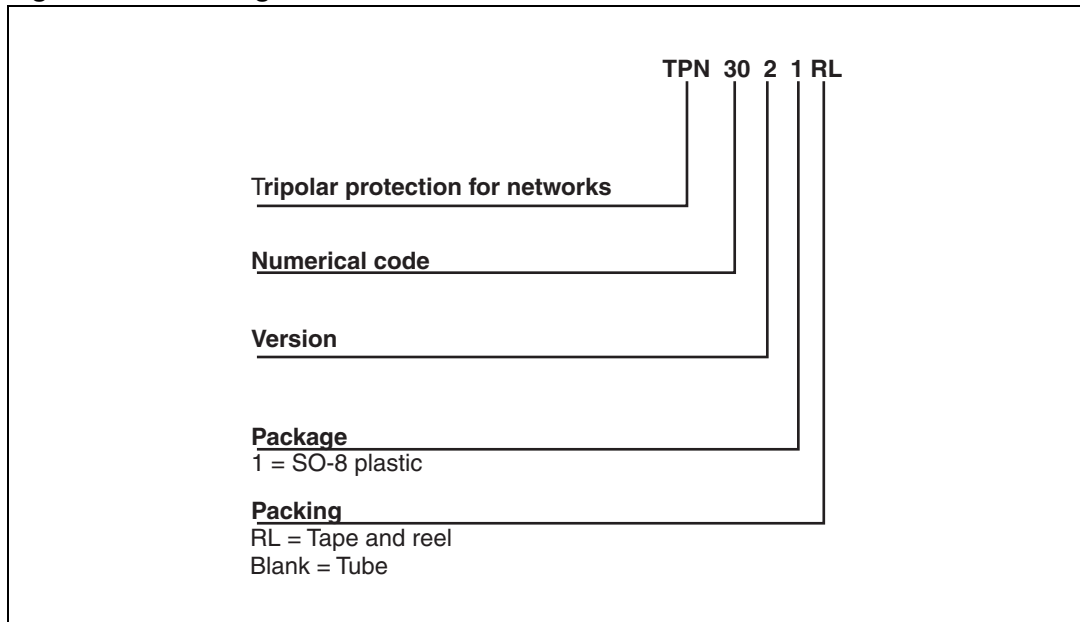 TPN 30 2 1 RL
Tripolar protection for networks
Numerical code
Version
Package
1 = SO-8 plastic
Packing
RL = Tape and reel
Blank = Tube